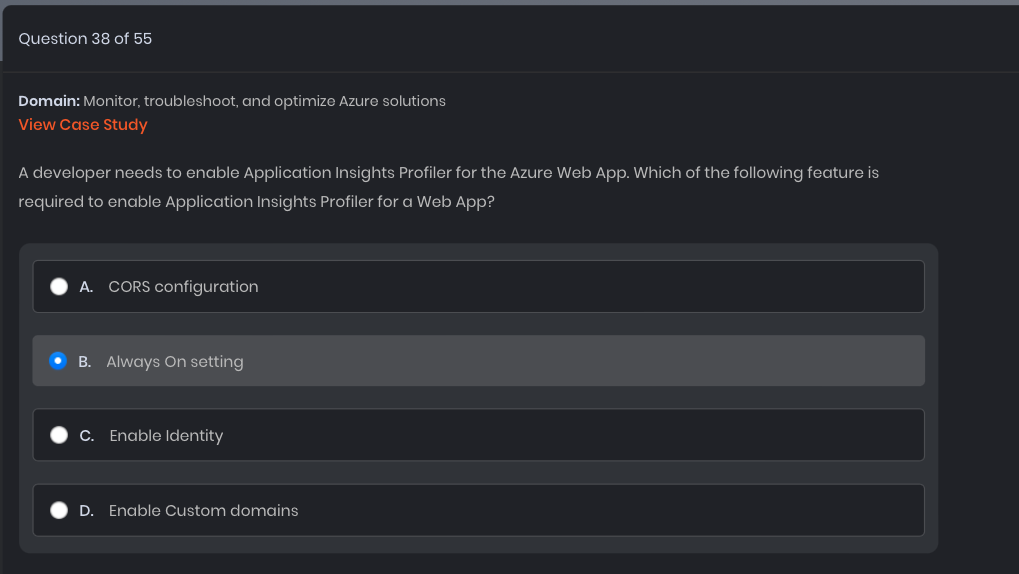 Question 38 of 55
Domain: Monitor, troubleshoot, and optimize Azure solutions
View Case Study
A developer needs to enable Application Insights Profiler for the Azure Web App. Which of the following feature is
required to enable Application Insights Profiler for a Web App?
A. CORS configuration
B. Always On setting
C. Enable Identity
D. Enable Custom domains